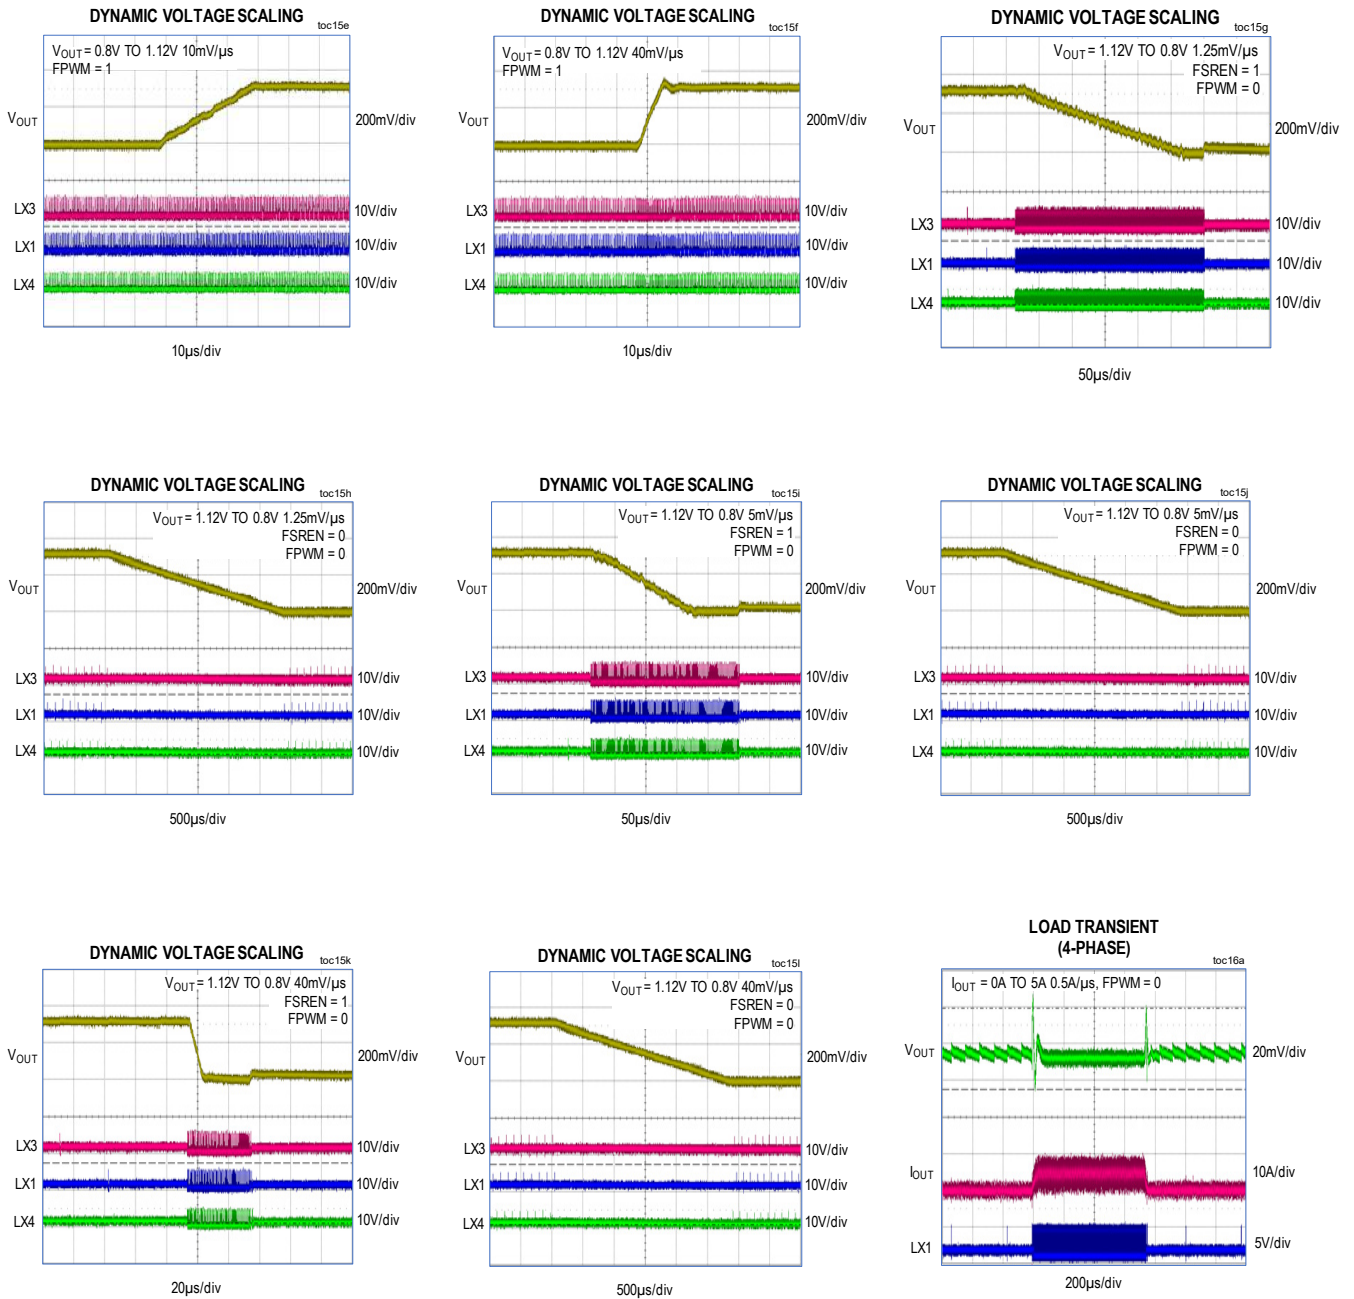 DYNAMIC VOLTAGE SCALING
toc15e
VOUT = 0.8V TO 1.12V 10mV/µs
FPWM = 1
VOUT
200mV/div
LX3
10V/div
LX1
10V/div
LX4
10V/div
10µs/div
DYNAMIC VOLTAGE SCALING
toc15f
VOUT = 0.8V TO 1.12V 40mV/µs
FPWM = 1
VOUT
200mV/div
LX3
10V/div
LX1
10V/div
LX4
10V/div
10µs/div
DYNAMIC VOLTAGE SCALING
toc15g
VOUT = 1.12V TO 0.8V 1.25mV/µs
FSREN = 1
FPWM = 0
VOUT
200mV/div
LX3
10V/div
LX1
10V/div
LX4
10V/div
50µs/div
DYNAMIC VOLTAGE SCALING
toc15h
VOUT = 1.12V TO 0.8V 1.25mV/µs
FSREN = 0
FPWM = 0
VOUT
200mV/div
LX3
10V/div
LX1
10V/div
LX4
10V/div
500µs/div
DYNAMIC VOLTAGE SCALING
toc15i
VOUT = 1.12V TO 0.8V 5mV/µs
FSREN = 1
FPWM = 0
VOUT
200mV/div
LX3
10V/div
LX1
10V/div
LX4
10V/div
50µs/div
DYNAMIC VOLTAGE SCALING
toc15j
VOUT = 1.12V TO 0.8V 5mV/µs
FSREN = 0
FPWM = 0
VOUT
200mV/div
LX3
10V/div
LX1
10V/div
LX4
10V/div
500µs/div
DYNAMIC VOLTAGE SCALING
toc15k
VOUT = 1.12V TO 0.8V 40mV/µs
FSREN = 1
FPWM = 0
VOUT
200mV/div
LX3
10V/div
LX1
10V/div
LX4
10V/div
20µs/div
DYNAMIC VOLTAGE SCALING
toc15l
VOUT = 1.12V TO 0.8V 40mV/µs
FSREN = 0
FPWM = 0
VOUT
200mV/div
LX3
10V/div
LX1
10V/div
LX4
10V/div
500µs/div
LOAD TRANSIENT
(4-PHASE)
toc16a
IOUT = 0A TO 5A 0.5A/µs, FPWM = 0
VOUT
20mV/div
IOUT
10A/div
LX1
5V/div
200µs/div